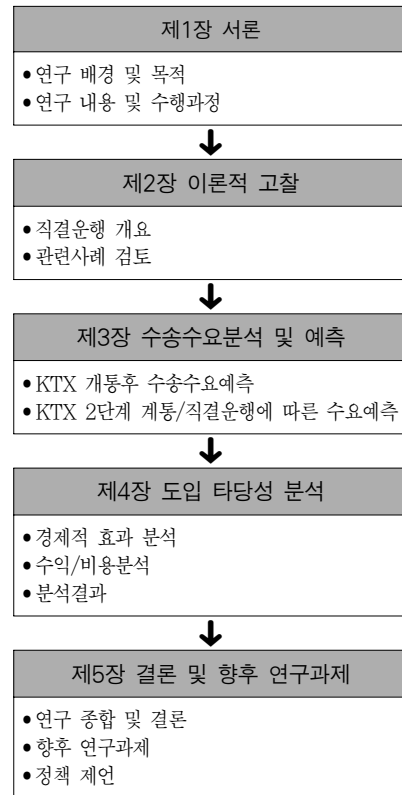 제1장 서론
•연구 배경 및 목적
•연구 내용 및 수행과정
제2장 이론적 고찰
•직결운행 개요
•관련사례 검토
제3장 수송수요분석 및 예측
•KTX 개통후 수송수요예측
•KTX 2단계 계통/직결운행에 따른 수요예측
제4장 도입 타당성 분석
•경제적 효과 분석
•수익/비용분석
•분석결과
제5장 결론 및 향후 연구과제
•연구 종합 및 결론
•향후 연구과제
•정책 제언